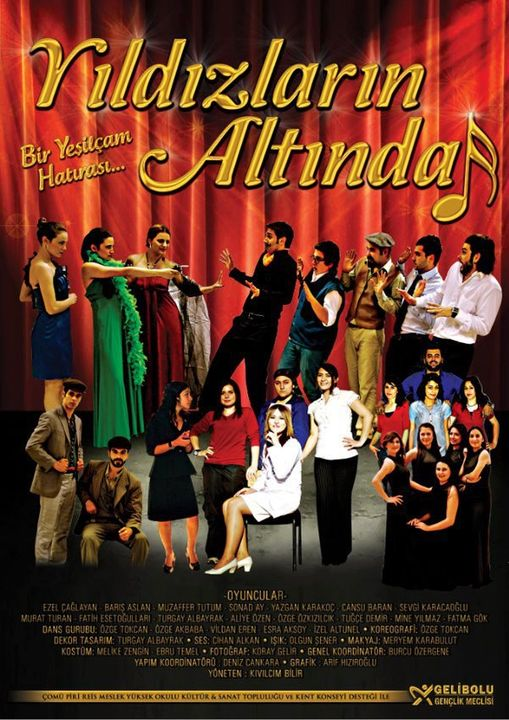 Yıldızların
Altında
Bir Yeşilçam
Hatırası...
-OYUNCULAR-
EZEL ÇAĞLAYAN - BARIŞ ASLAN - MUZAFFER TUTUM - SONAD AY - YAZGAN KARAKOÇ - CANSU BARAN - SEVGİ KARACAOĞLU
MURAT TURAN - FATİH ESETOĞULLARI - TURGAY ALBAYRAK - ALİYE ÖZEN - ÖZGE ÖZKIZILCIK - TUĞÇE DEMİR - MİNE YILMAZ - FATMA GÖK
DANS GURUBU : ÖZGE TOKCAN - ÖZGE AKBABA - VİLDAN EREN - ESRA AKSOY - İZEL ALTUNEL • KOREOGRAFİ : ÖZGE TOKCAN
DEKOR TASARIM : TURGAY ALBAYRAK • SES: CİHAN ALKAN • IŞIK: OLGUN ŞENER • MAKYAJ: MERYEM KARABULUT
KOSTÜM: MELİKE ZENGİN - EBRU TEMEL • FOTOĞRAF: KORAY GELİR • GENEL KOORDİNATÖR: BURCU ÖZERGENE
YAPIM KOORDİNATÖRÜ : DENİZ CANKARA • GRAFİK : ARİF HIZIROĞLU
YÖNETEN : KIVILCIM BİLİR
ÇOMÜ PİRİ REİS MESLEK YÜKSEK OKULU KÜLTÜR & SANAT TOPLULUĞU VE KENT KONSEYİ DESTEĞİ İLE
GELİBOLU
GENÇLİK MECLİSİ